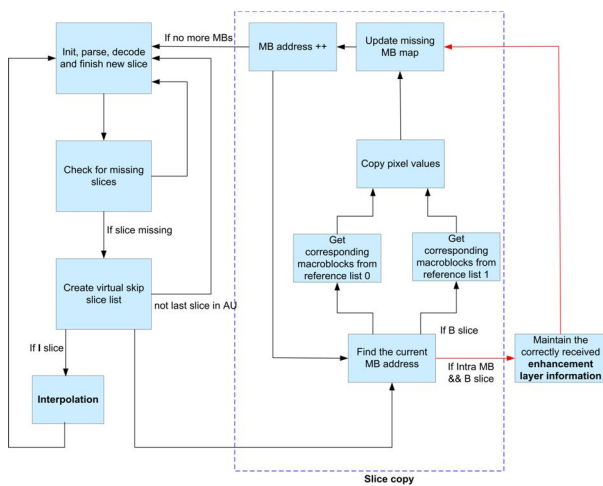 Init, parse, decode
and finish new slice
If no more MBs
MB address ++
Update missing
MB map
Check for missing
slices
Copy pixel values
If slice missing
Get
corresponding
macroblocks from
reference list 0
Get
corresponding
macroblocks from
reference list 1
Create virtual skip
slice list
not last slice in AU
If I slice
If B slice
Find the current
MB address
If Intra MB
&& B slice
Maintain the
correctly received
enhancement
layer information
Interpolation
Slice copy